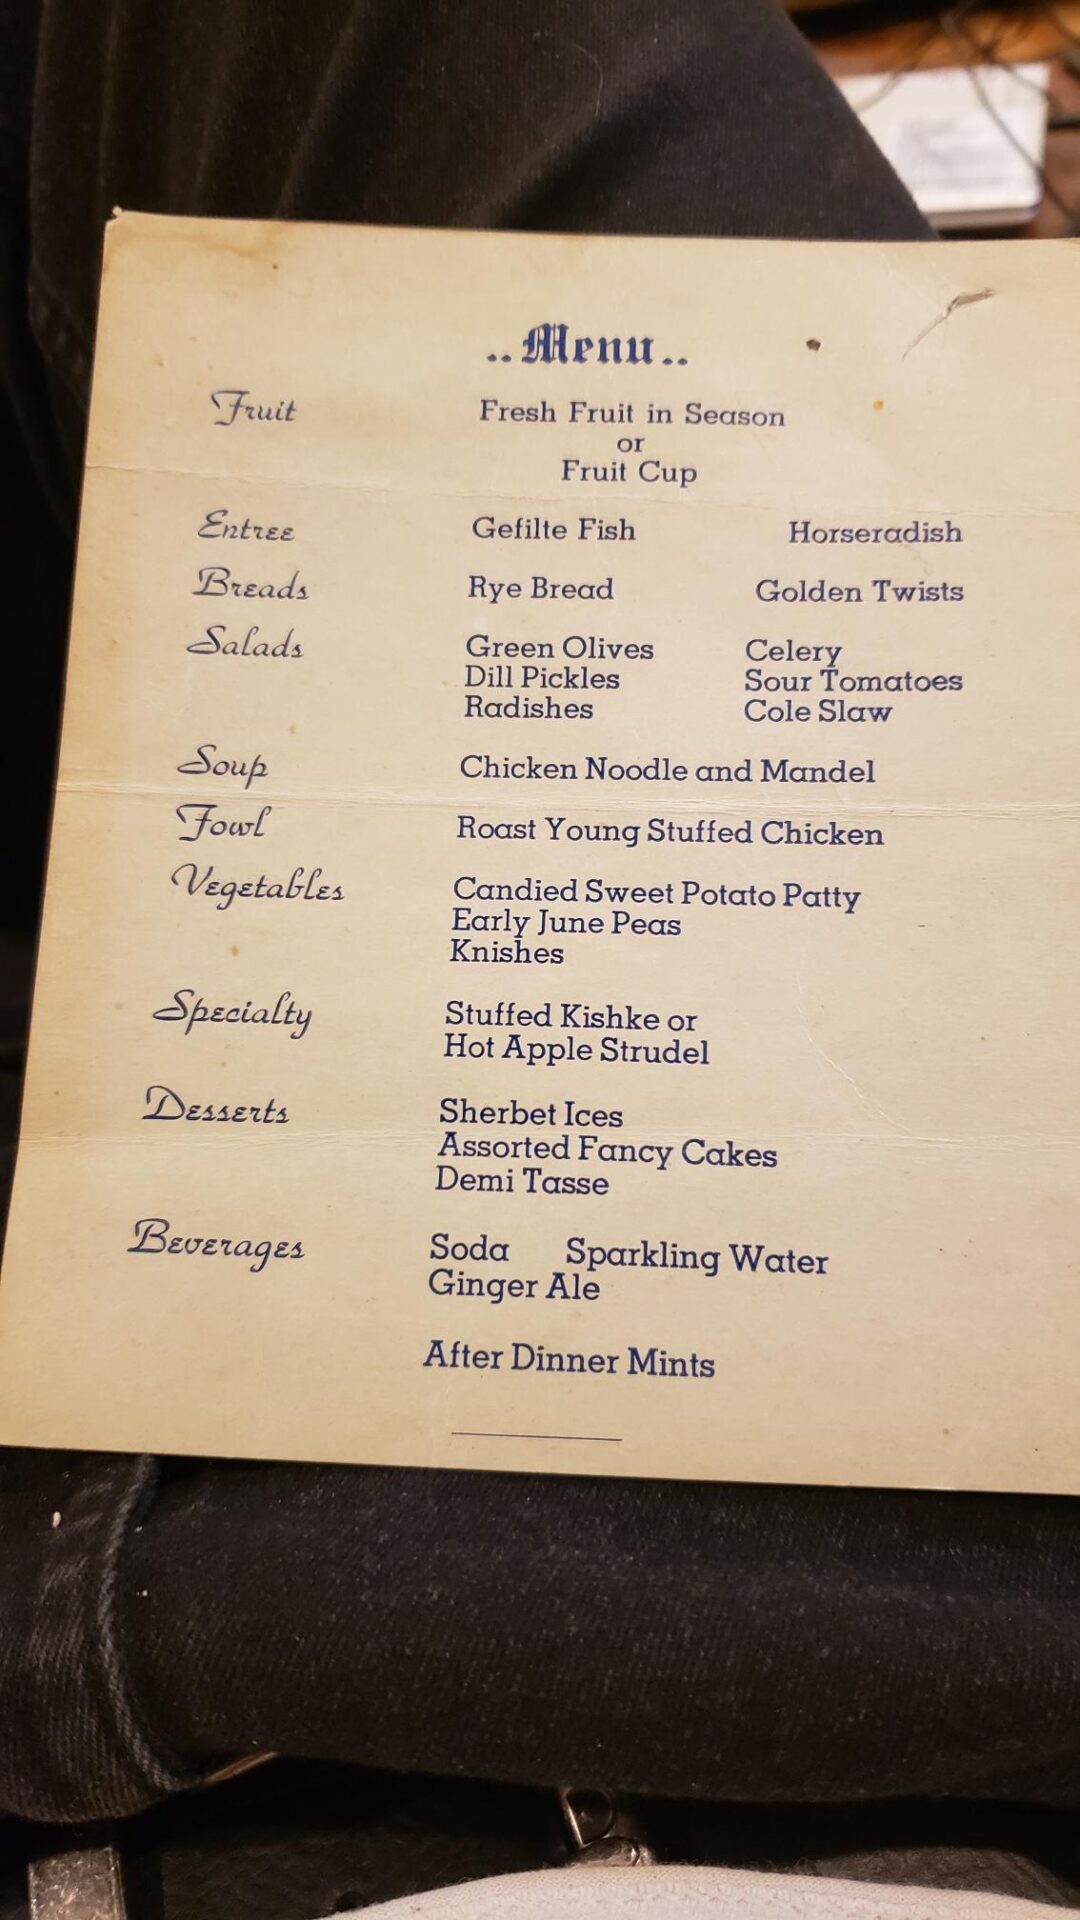 ..Menu..
Fruit Fresh Fruit in Season
or
Fruit Cup
Entree Gefilte Fish Horseradish
Breads Rye Bread Golden Twists
Salads Green Olives Celery
Dill Pickles Sour Tomatoes
Radishes Cole Slaw
Soup Chicken Noodle and Mandel
Fowl Roast Young Stuffed Chicken
Vegetables Candied Sweet Potato Patty
Early June Peas
Knishes
Specialty Stuffed Kishke or
Hot Apple Strudel
Desserts Sherbet Ices
Assorted Fancy Cakes
Demi Tasse
Beverages Soda Sparkling Water
Ginger Ale
After Dinner Mints